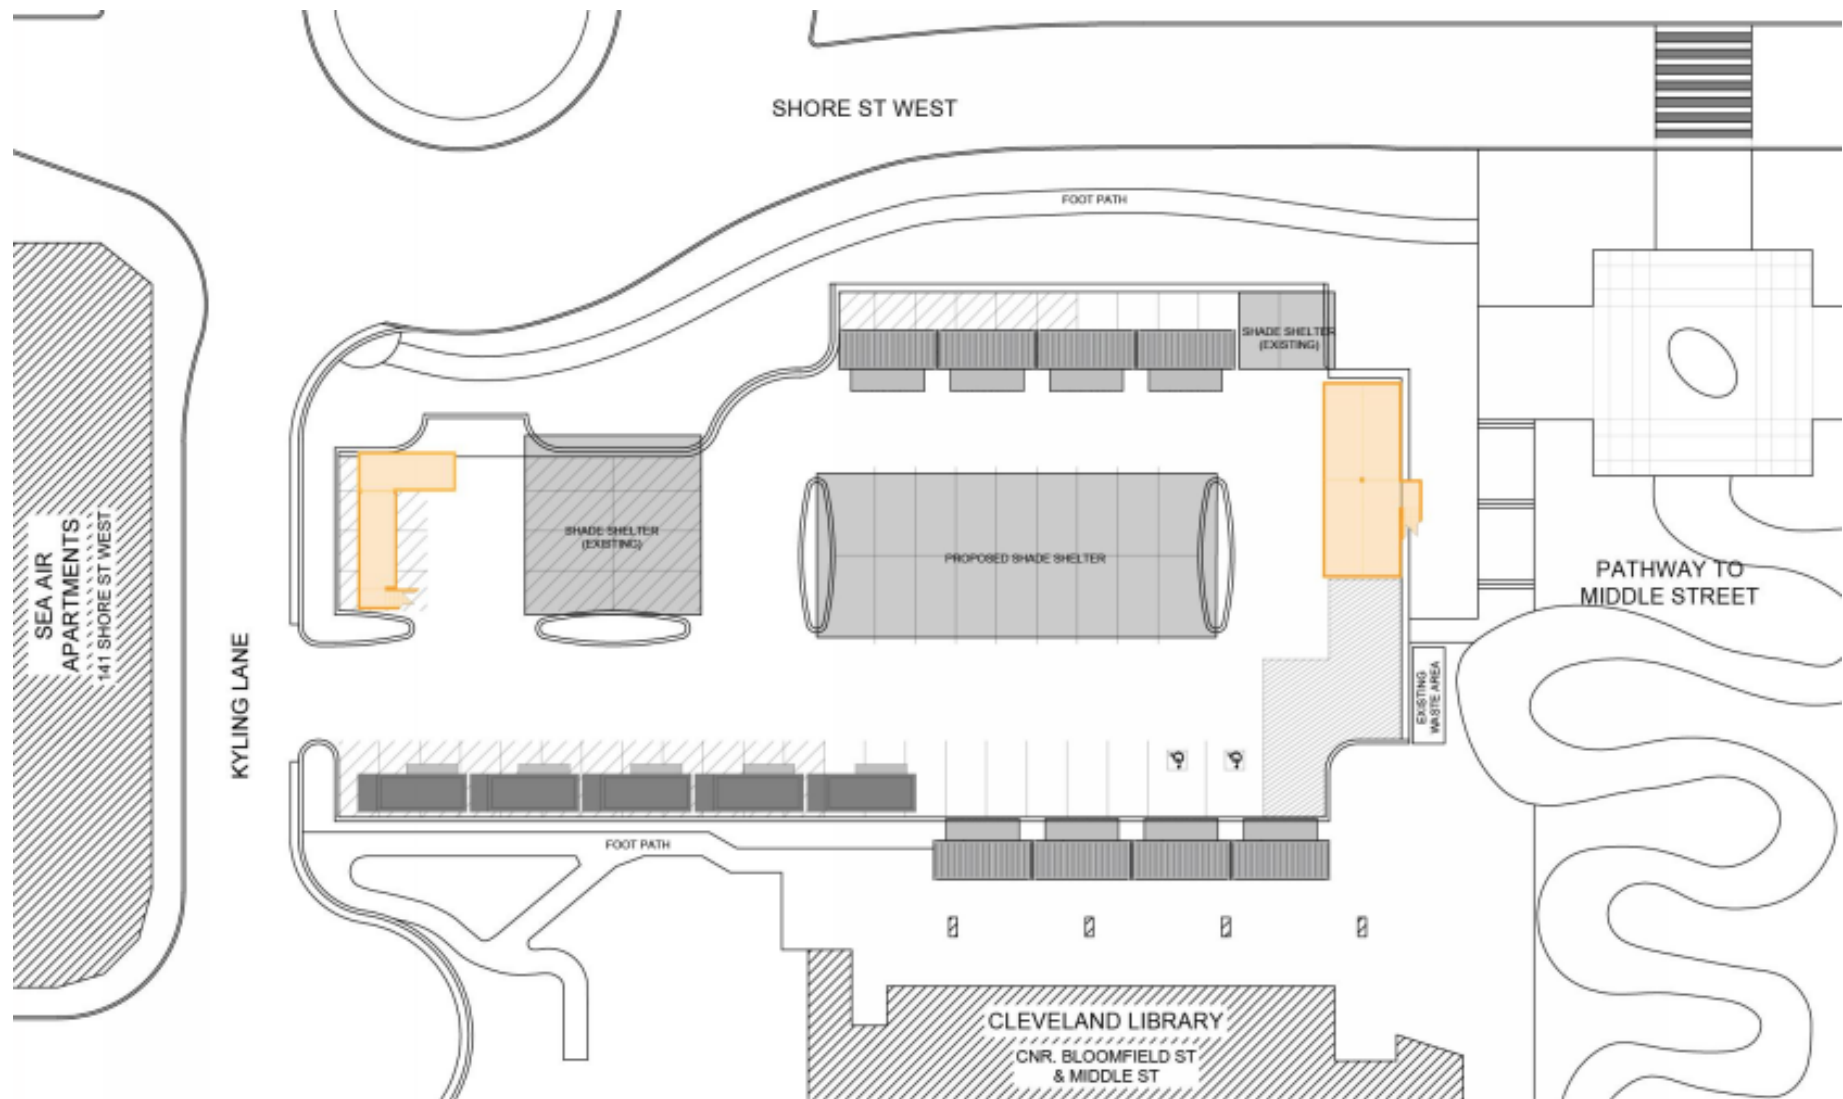 SHORE ST WEST
FOOT PATH
SHADE SHELTER
(EXISTING)
SHADE SHELTER
(EXISTING)
PROPOSED SHADE SHELTER
SEA AIR
APARTMENTS
141 SHORE ST WEST
KYLING LANE
PATHWAY TO
MIDDLE STREET
EXISTING
WASTE AREA
FOOT PATH
CLEVELAND LIBRARY
CNR. BLOOMFIELD ST
& MIDDLE ST